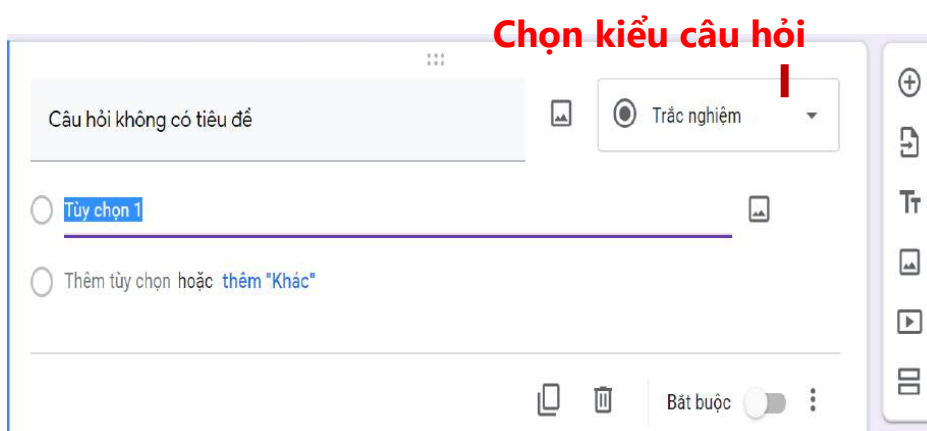 Chọn kiểu câu hỏi
Câu hỏi không có tiêu đề
Trắc nghiệm
Tùy chọn 1
Thêm tùy chọn hoặc thêm "Khác"
Bắt buộc
Tт